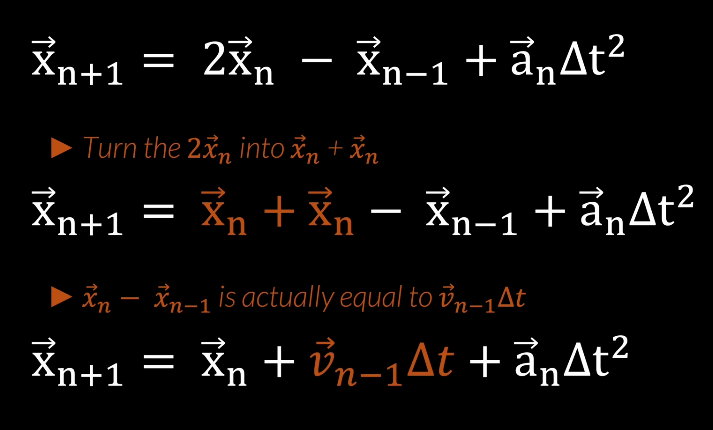 x⃗ₙ₊₁ = 2x⃗ₙ − x⃗ₙ₋₁ + a⃗ₙΔt²
► Turn the 2x⃗ₙ into x⃗ₙ + x⃗ₙ
x⃗ₙ₊₁ = x⃗ₙ + x⃗ₙ − x⃗ₙ₋₁ + a⃗ₙΔt²
► x⃗ₙ − x⃗ₙ₋₁ is actually equal to v⃗ₙ₋₁Δt
x⃗ₙ₊₁ = x⃗ₙ + v⃗ₙ₋₁Δt + a⃗ₙΔt²